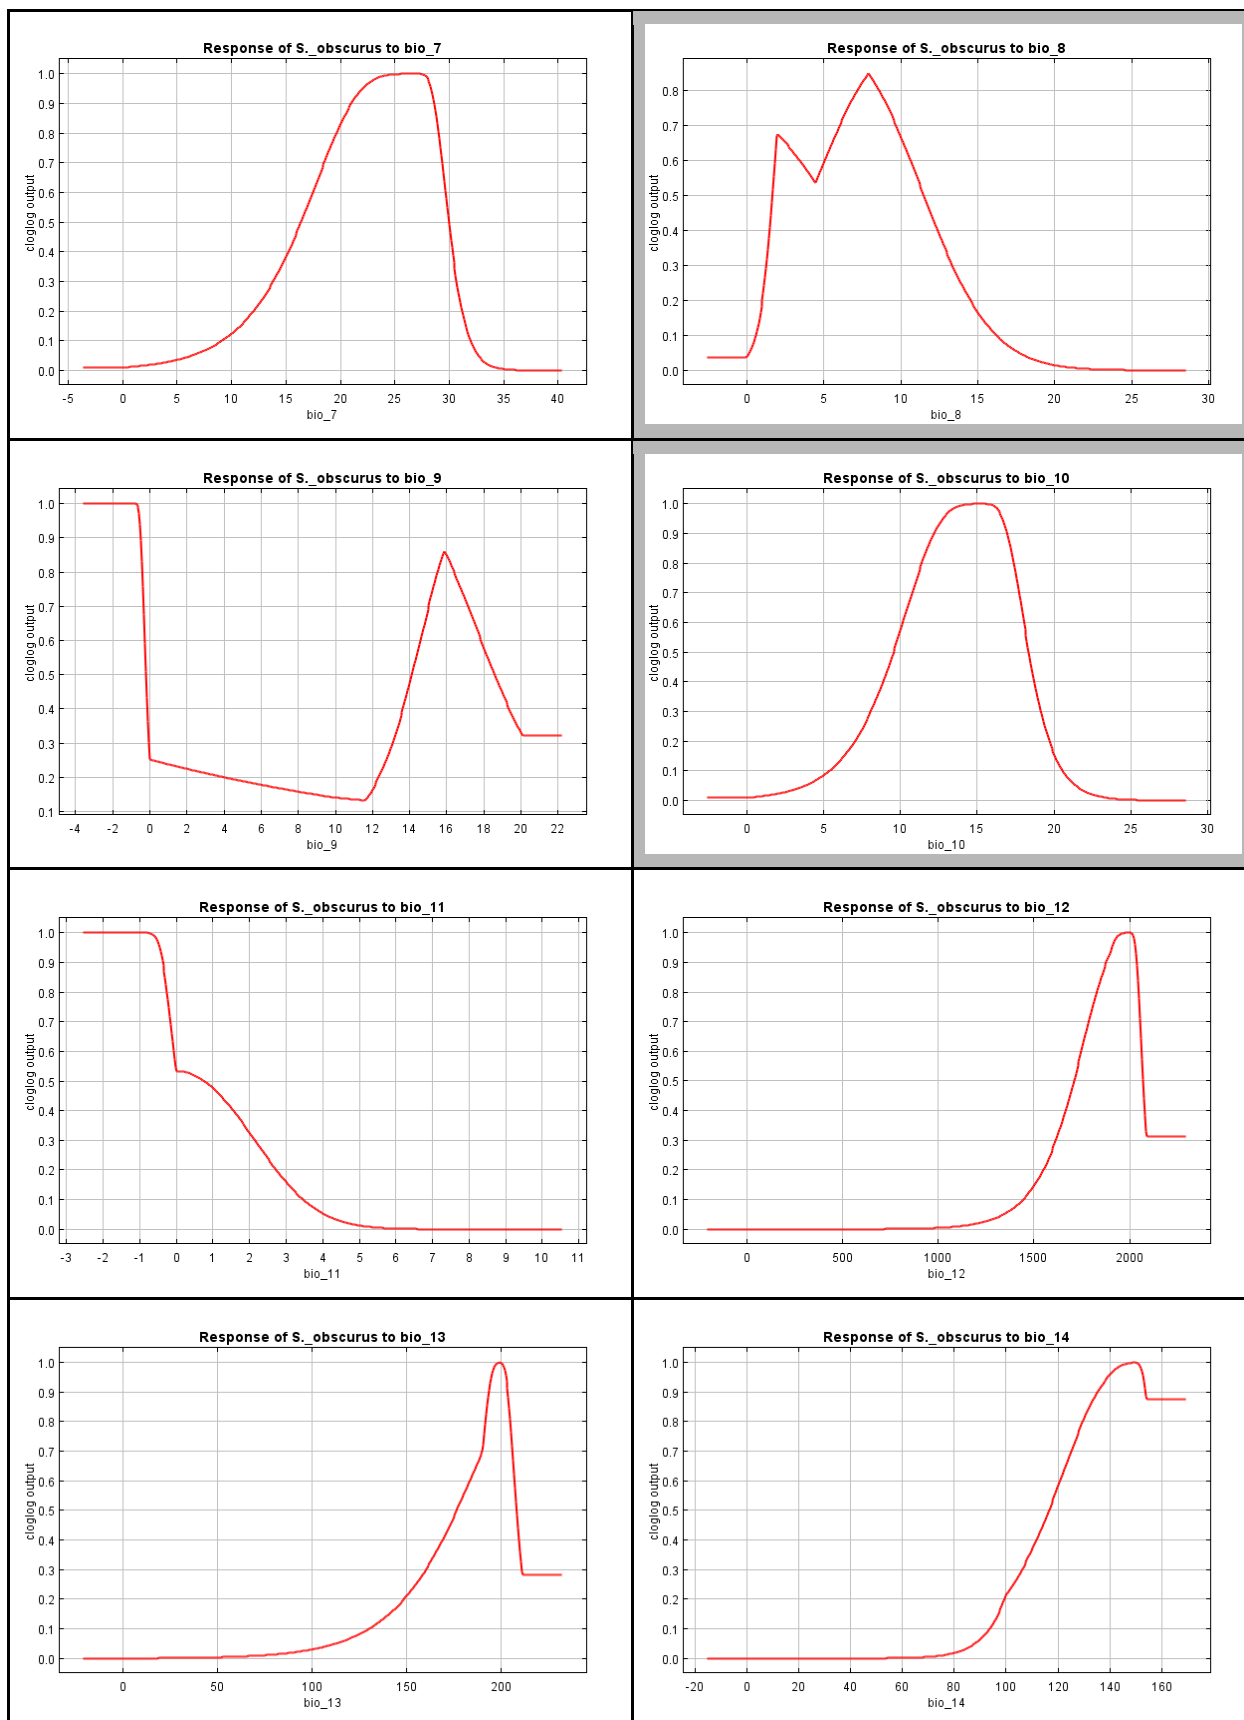 Response of S._obscurus to bio_7
cloglog output
1.0
0.9
0.8
0.7
0.6
0.5
0.4
0.3
0.2
0.1
0.0
-5 0 5 10 15 20 25 30 35 40
bio_7
Response of S._obscurus to bio_8
cloglog output
0.8
0.7
0.6
0.5
0.4
0.3
0.2
0.1
0.0
0 5 10 15 20 25 30
bio_8
Response of S._obscurus to bio_9
cloglog output
1.0
0.9
0.8
0.7
0.6
0.5
0.4
0.3
0.2
0.1
-4 -2 0 2 4 6 8 10 12 14 16 18 20 22
bio_9
Response of S._obscurus to bio_10
cloglog output
1.0
0.9
0.8
0.7
0.6
0.5
0.4
0.3
0.2
0.1
0.0
0 5 10 15 20 25 30
bio_10
Response of S._obscurus to bio_11
cloglog output
1.0
0.9
0.8
0.7
0.6
0.5
0.4
0.3
0.2
0.1
0.0
-3 -2 -1 0 1 2 3 4 5 6 7 8 9 10 11
bio_11
Response of S._obscurus to bio_12
cloglog output
1.0
0.9
0.8
0.7
0.6
0.5
0.4
0.3
0.2
0.1
0.0
0 500 1000 1500 2000
bio_12
Response of S._obscurus to bio_13
cloglog output
1.0
0.9
0.8
0.7
0.6
0.5
0.4
0.3
0.2
0.1
0.0
0 50 100 150 200
bio_13
Response of S._obscurus to bio_14
cloglog output
1.0
0.9
0.8
0.7
0.6
0.5
0.4
0.3
0.2
0.1
0.0
-20 0 20 40 60 80 100 120 140 160
bio_14